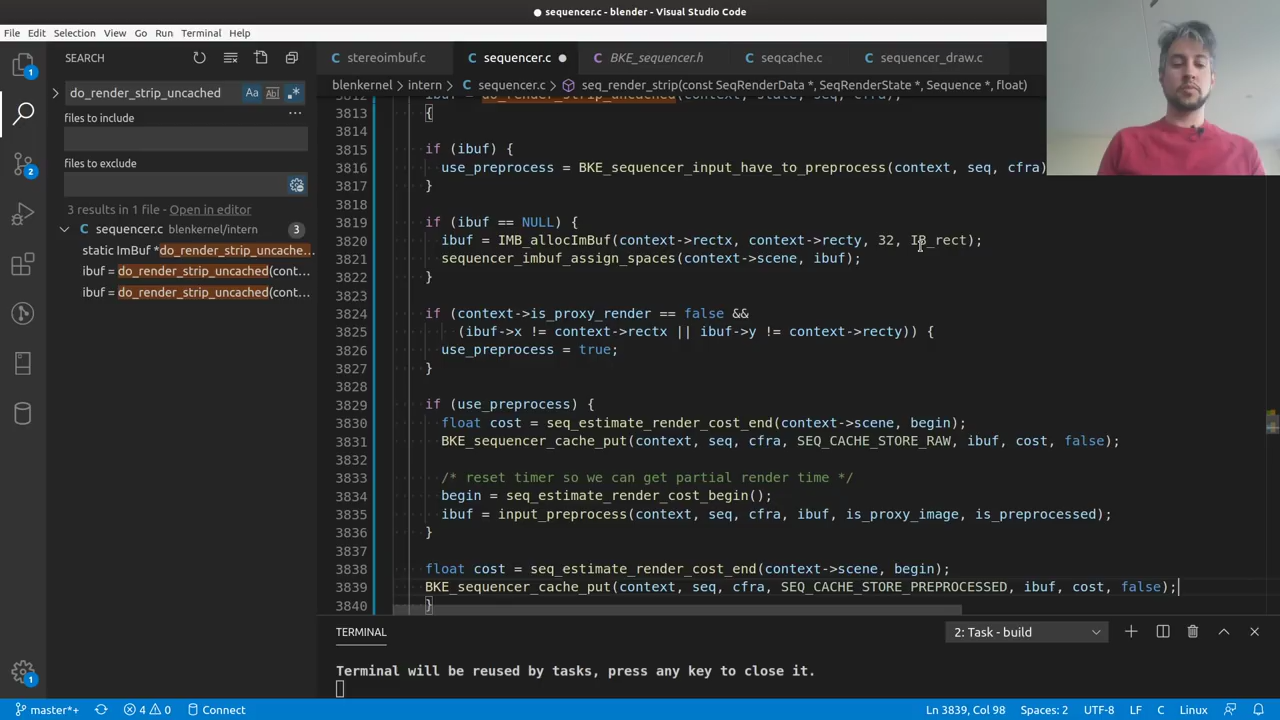 sequencer.c - blender - Visual Studio Code
File Edit Selection View Go Run Terminal Help
SEARCH
stereoimbuf.c sequencer.c BKE_sequencer.h seqcache.c sequencer_draw.c
blenkernel > intern > sequencer.c > seq_render_strip(const SeqRenderData *, SeqRenderState *, Sequence *, float)
do_render_strip_uncached Aa Ab .*
files to include
files to exclude
3 results in 1 file - Open in editor
sequencer.c blenkernel/intern 3
static ImBuf *do_render_strip_uncache...
ibuf = do_render_strip_uncached(cont...
ibuf = do_render_strip_uncached(cont...
3812 ibuf = do_render_strip_uncached(context, state, seq, cfra);
3813 {
3814
3815 if (ibuf) {
3816 use_preprocess = BKE_sequencer_input_have_to_preprocess(context, seq, cfra)
3817 }
3818
3819 if (ibuf == NULL) {
3820 ibuf = IMB_allocImBuf(context->rectx, context->recty, 32, IB_rect);
3821 sequencer_imbuf_assign_spaces(context->scene, ibuf);
3822 }
3823
3824 if (context->is_proxy_render == false &&
3825 (ibuf->x != context->rectx || ibuf->y != context->recty)) {
3826 use_preprocess = true;
3827 }
3828
3829 if (use_preprocess) {
3830 float cost = seq_estimate_render_cost_end(context->scene, begin);
3831 BKE_sequencer_cache_put(context, seq, cfra, SEQ_CACHE_STORE_RAW, ibuf, cost, false);
3832
3833 /* reset timer so we can get partial render time */
3834 begin = seq_estimate_render_cost_begin();
3835 ibuf = input_preprocess(context, seq, cfra, ibuf, is_proxy_image, is_preprocessed);
3836 }
3837
3838 float cost = seq_estimate_render_cost_end(context->scene, begin);
3839 BKE_sequencer_cache_put(context, seq, cfra, SEQ_CACHE_STORE_PREPROCESSED, ibuf, cost, false);
3840 }
TERMINAL 2: Task - build
Terminal will be reused by tasks, press any key to close it.
master*+ 4 0 Connect Ln 3839, Col 98 Spaces: 2 UTF-8 LF C Linux